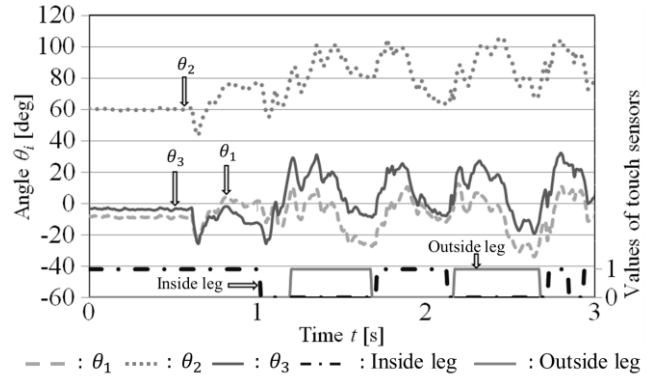 120
100
80
60
40
20
0
-20
-40
-60
Angle θi [deg]
θ2
θ3
θ1
Outside leg
Inside leg
1
0
Values of touch sensors
0 1 2 3
Time t [s]
: θ1 : θ2 : θ3 : Inside leg : Outside leg